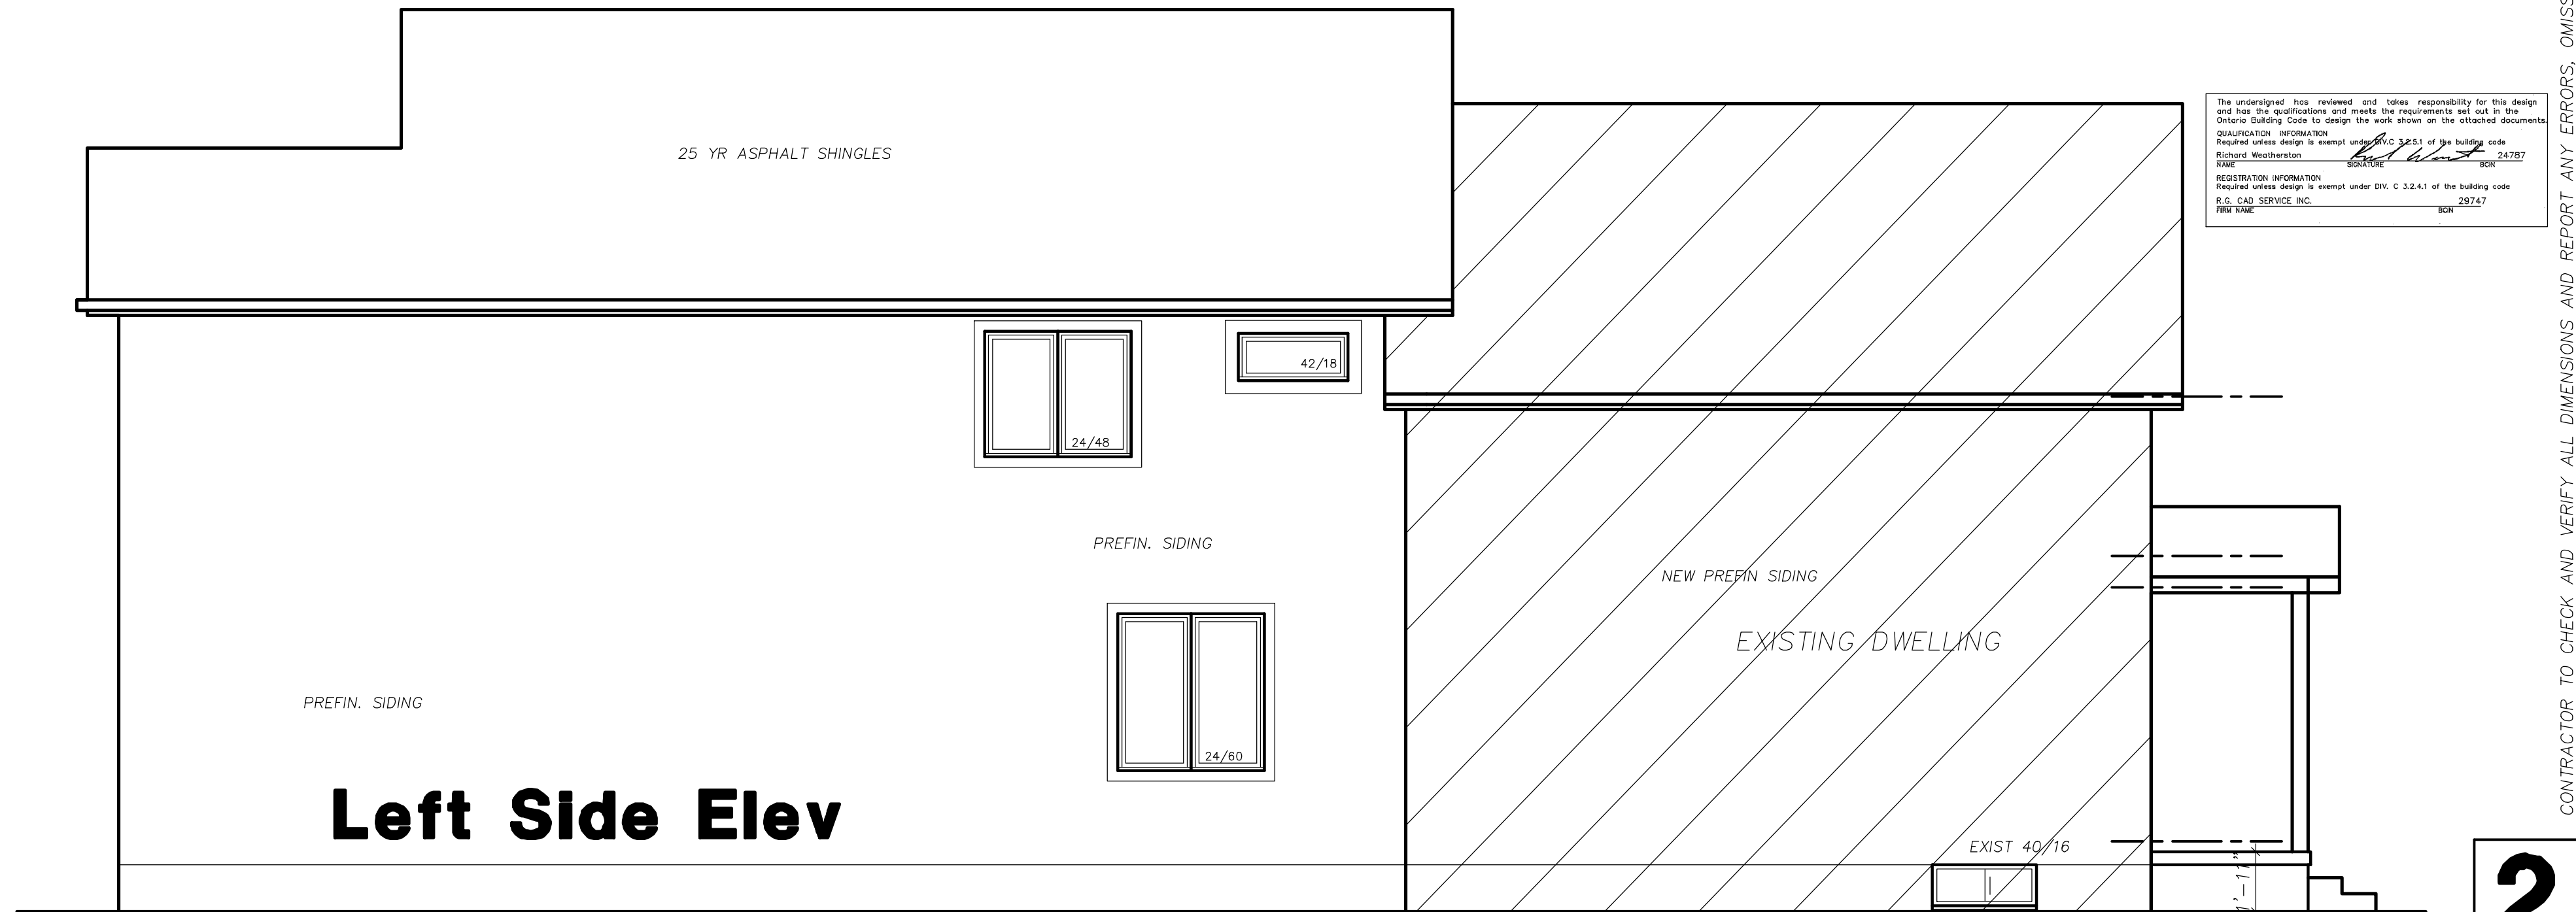 25 YR ASPHALT SHINGLES
42/18
24/48
PREFIN. SIDING
NEW PREFIN SIDING
EXISTING DWELLING
PREFIN. SIDING
24/60
Left Side Elev
EXIST 40/16
1'-11"
The undersigned has reviewed and takes responsibility for this design
and has the qualifications and meets the requirements set out in the
Ontario Building Code to design the work shown on the attached documents.
QUALIFICATION INFORMATION
Required unless design is exempt under DIV.C 3.2.5.1 of the building code
Richard Weatherston 24787
NAME SIGNATURE BCIN
REGISTRATION INFORMATION
Required unless design is exempt under DIV. C 3.2.4.1 of the building code
R.G. CAD SERVICE INC. 29747
FIRM NAME BCIN
CONTRACTOR TO CHECK AND VERIFY ALL DIMENSIONS AND REPORT ANY ERRORS, OMISS
2